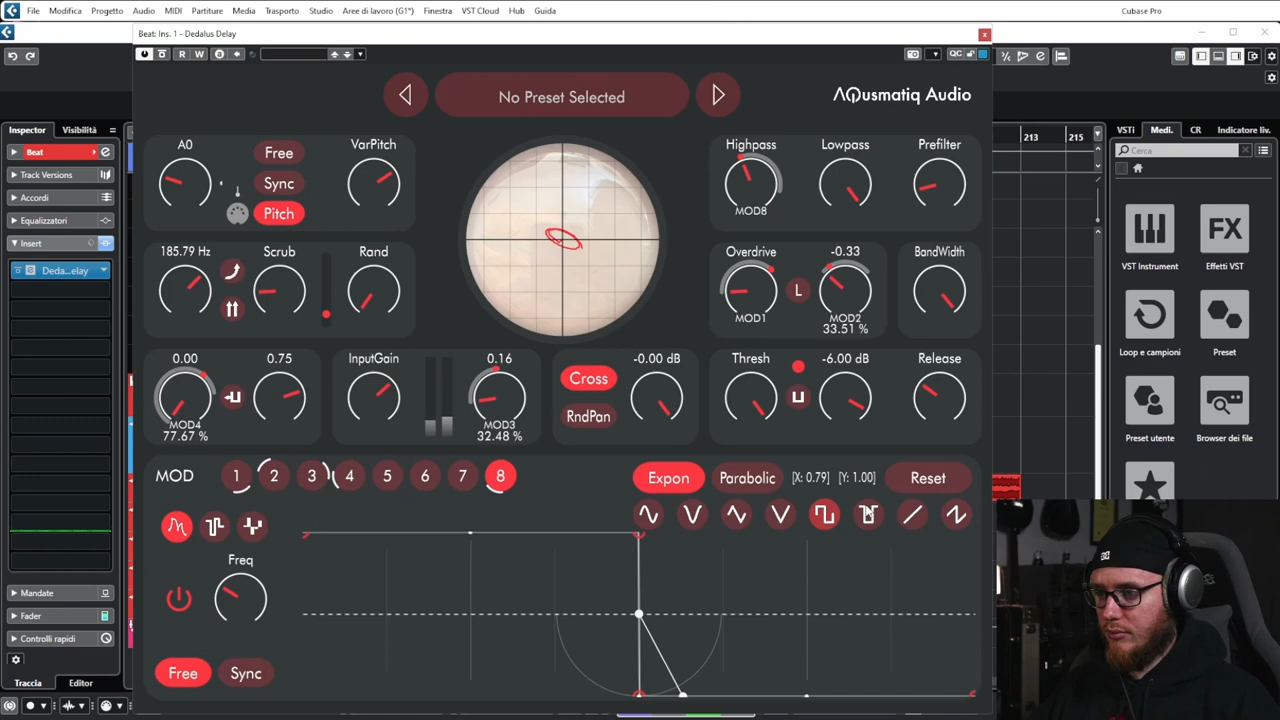 File Modifica Progetto Audio MIDI Partiture Media Trasporto Studio Aree di lavoro (G1*) Finestra VST Cloud Hub Guida Cubase Pro
Beat: Ins. 1 - Dedalus Delay
R W QC
No Preset Selected
AQusmatiq Audio
Inspector Visibilità
Beat
Track Versions
Accordi
Equalizzatori
Insert
Deda...elay
Mandate
Fader
Controlli rapidi
Traccia Editor
A0 Free VarPitch
Sync
Pitch
185.79 Hz Scrub Rand
0.00 0.75 InputGain 0.16
MOD4
77.67 %
MOD3
32.48 %
Cross
RndPan
-0.00 dB
Highpass Lowpass Prefilter
MOD8
Overdrive -0.33 BandWidth
L
MOD1 MOD2
33.51 %
Thresh -6.00 dB Release
MOD 1 2 3 4 5 6 7 8
Expon Parabolic [X: 0.79] [Y: 1.00] Reset
Freq
Free Sync
213 215
VSTi Medi. CR Indicatore liv.
Cerca
VST Instrument Effetti VST
Loop e campioni Preset
Preset utente Browser dei file